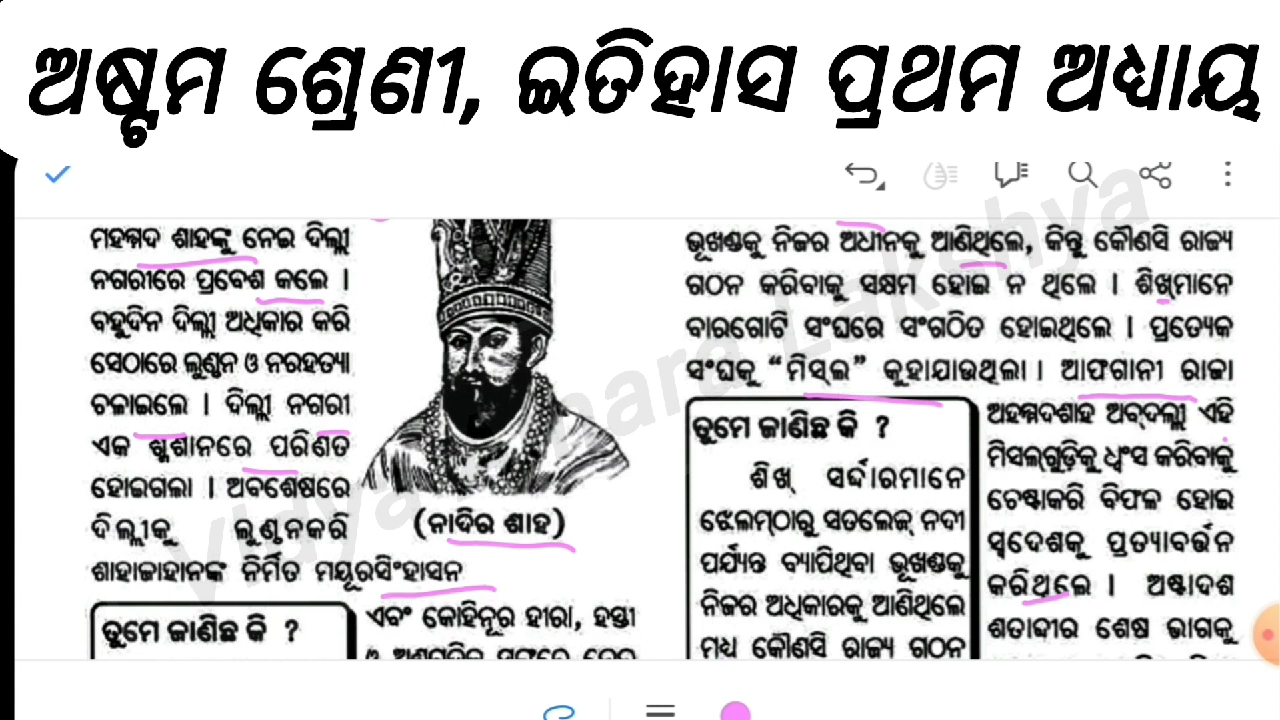 ଅଷ୍ଟମ ଶ୍ରେଣୀ, ଇତିହାସ ପ୍ରଥମ ଅଧ୍ୟାୟ
ମହମ୍ମଦ ଶାହଙ୍କୁ ନେଇ ଦିଲ୍ଲୀ
ନଗରୀରେ ପ୍ରବେଶ କଲେ ।
ବହୁଦିନ ଦିଲ୍ଲୀ ଅଧିକାର କରି
ସେଠାରେ ଲୁଣ୍ଠନ ଓ ନରହତ୍ୟା
ଚଳାଇଲେ । ଦିଲ୍ଲୀ ନଗରୀ
ଏକ ଶ୍ମଶାନରେ ପରିଣତ
ହୋଇଗଲା । ଅବଶେଷରେ
ଦିଲ୍ଲୀକୁ ଲୁଣ୍ଠନକରି
(ନାଦିର ଶାହ)
ଶାହାଜାହାନଙ୍କ ନିର୍ମିତ ମୟୂରସିଂହାସନ
ଏବଂ କୋହିନୂର ହୀରା, ହସ୍ତୀ
ତୁମେ ଜାଣିଛ କି ?
ଭୂଖଣ୍ଡକୁ ନିଜର ଅଧୀନକୁ ଆଣିଥିଲେ, କିନ୍ତୁ କୌଣସି ରାଜ୍ୟ
ଗଠନ କରିବାକୁ ସକ୍ଷମ ହୋଇ ନ ଥିଲେ । ଶିଖ୍‌ମାନେ
ବାରଗୋଟି ସଂଘରେ ସଂଗଠିତ ହୋଇଥିଲେ । ପ୍ରତ୍ୟେକ
ସଂଘକୁ “ମିସ୍‌ଲ” କୁହାଯାଉଥିଲା । ଆଫଗାନୀ ରାଜା
ଅହମ୍ମଦଶାହ ଅବ୍‌ଦଲ୍ଲୀ ଏହି
ମିସଲ୍‌ଗୁଡ଼ିକୁ ଧ୍ୱଂସ କରିବାକୁ
ଚେଷ୍ଟାକରି ବିଫଳ ହୋଇ
ସ୍ୱଦେଶକୁ ପ୍ରତ୍ୟାବର୍ତ୍ତନ
କରିଥିଲେ । ଅଷ୍ଟାଦଶ
ଶତାବ୍ଦୀର ଶେଷ ଭାଗକୁ
ତୁମେ ଜାଣିଛ କି ?
ଶିଖ୍ ସର୍ଦ୍ଦାରମାନେ
ଝେଲମ୍‌ଠାରୁ ସତଲେଜ୍ ନଦୀ
ପର୍ଯ୍ୟନ୍ତ ବ୍ୟାପିଥିବା ଭୂଖଣ୍ଡକୁ
ନିଜର ଅଧିକାରକୁ ଆଣିଥିଲେ
ମଧ୍ୟ କୌଣସି ରାଜ୍ୟ ଗଠନ